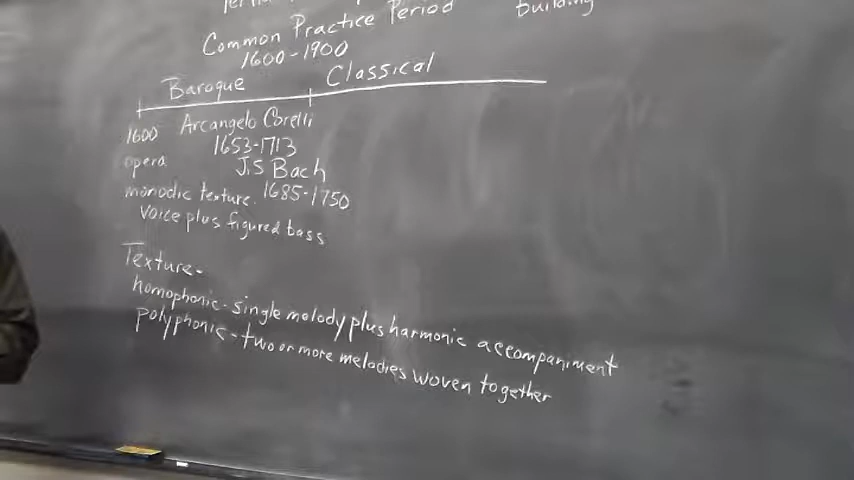 building
Common Practice Period
1600-1900
Baroque Classical
1600 Arcangelo Corelli
1653-1713
opera J.S Bach
monodic texture. 1685-1750
Voice plus figured bass
Texture-
homophonic- single melody plus harmonic accompaniment
polyphonic- two or more melodies woven together